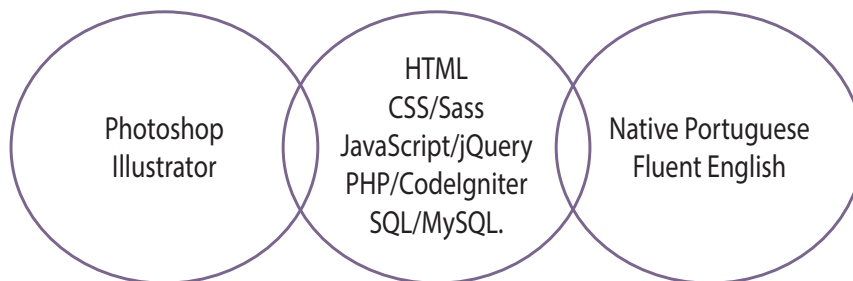 Photoshop
Illustrator
HTML
CSS/Sass
JavaScript/jQuery
PHP/CodeIgniter
SQL/MySQL.
Native Portuguese
Fluent English